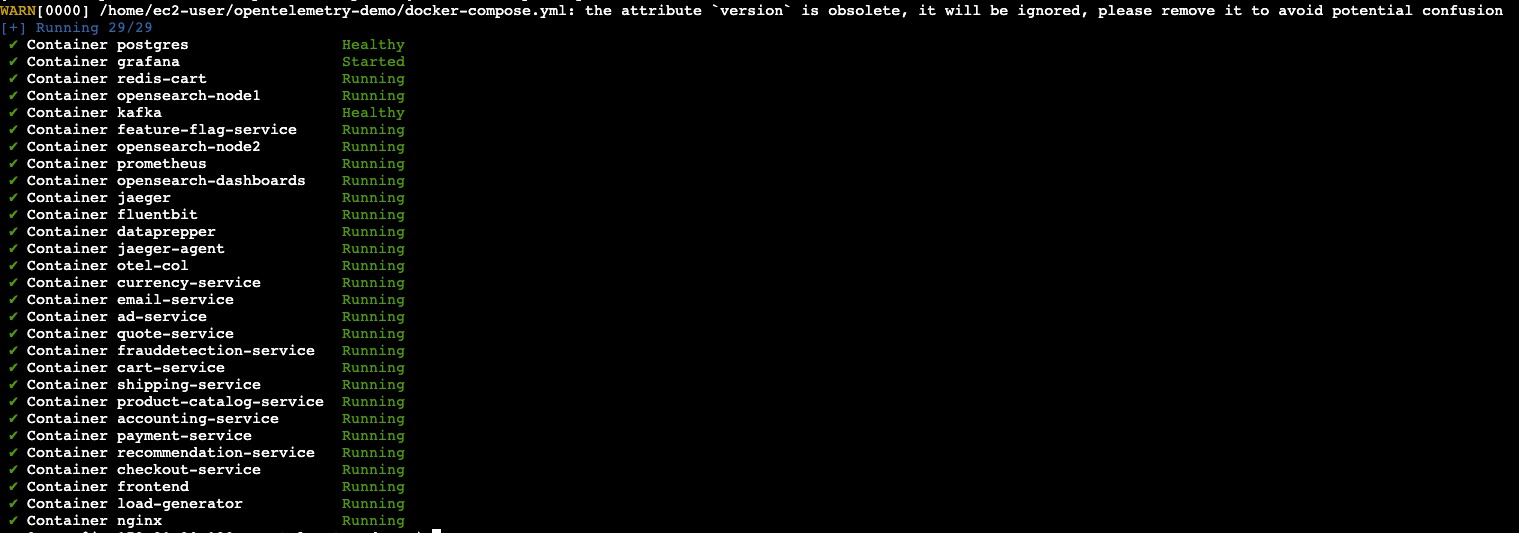 WARN[0000] /home/ec2-user/opentelemetry-demo/docker-compose.yml: the attribute `version` is obsolete, it will be ignored, please remove it to avoid potential confusion
[+] Running 29/29
✔ Container postgres Healthy
✔ Container grafana Started
✔ Container redis-cart Running
✔ Container opensearch-node1 Running
✔ Container kafka Healthy
✔ Container feature-flag-service Running
✔ Container opensearch-node2 Running
✔ Container prometheus Running
✔ Container opensearch-dashboards Running
✔ Container jaeger Running
✔ Container fluentbit Running
✔ Container dataprepper Running
✔ Container jaeger-agent Running
✔ Container otel-col Running
✔ Container currency-service Running
✔ Container email-service Running
✔ Container ad-service Running
✔ Container quote-service Running
✔ Container frauddetection-service Running
✔ Container cart-service Running
✔ Container shipping-service Running
✔ Container product-catalog-service Running
✔ Container accounting-service Running
✔ Container payment-service Running
✔ Container recommendation-service Running
✔ Container checkout-service Running
✔ Container frontend Running
✔ Container load-generator Running
✔ Container nginx Running